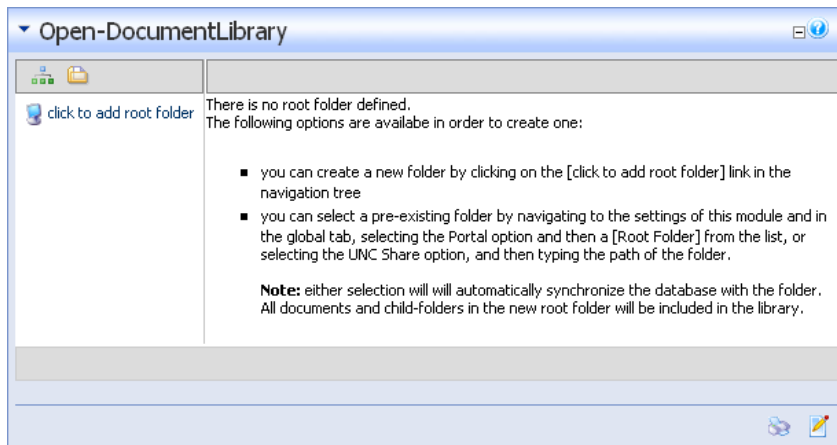 Open-DocumentLibrary
click to add root folder
There is no root folder defined.
The following options are availabe in order to create one:
you can create a new folder by clicking on the [click to add root folder] link in the
navigation tree
you can select a pre-existing folder by navigating to the settings of this module and in
the global tab, selecting the Portal option and then a [Root Folder] from the list, or
selecting the UNC Share option, and then typing the path of the folder.
Note: either selection will will automatically synchronize the database with the folder.
All documents and child-folders in the new root folder will be included in the library.